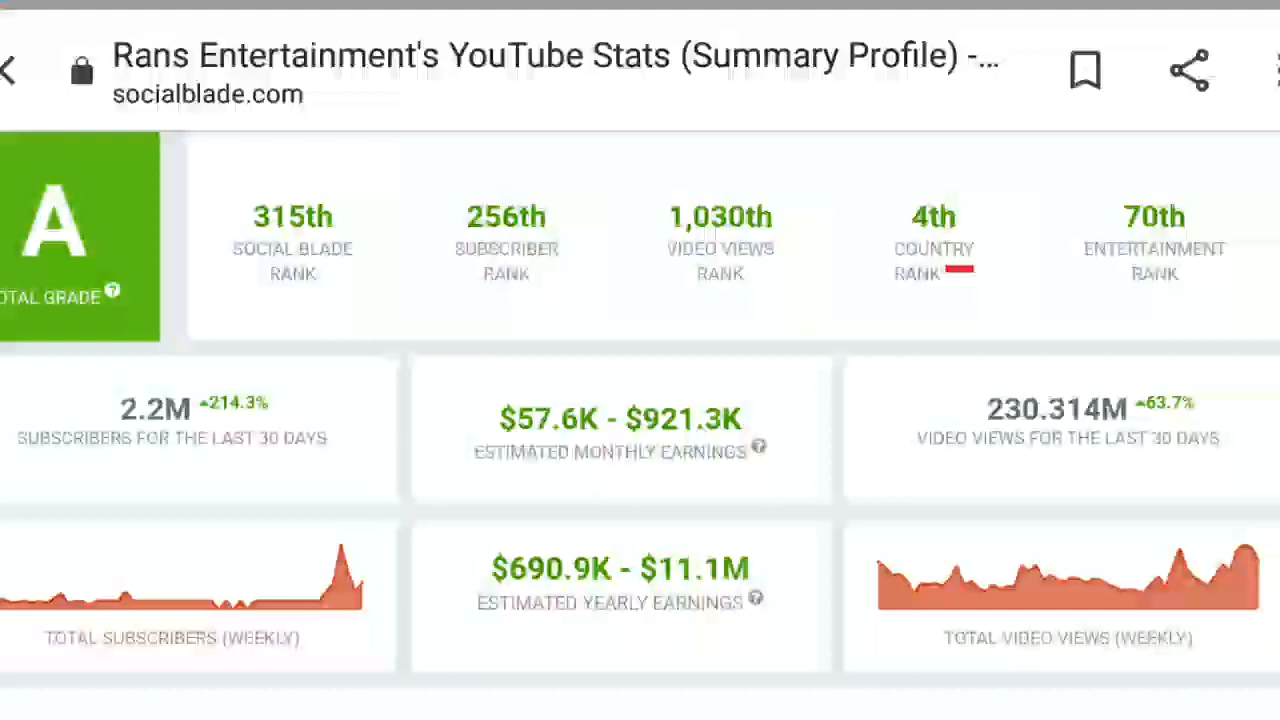 Rans Entertainment's YouTube Stats (Summary Profile) -...
socialblade.com
A
OTAL GRADE ?
315th
SOCIAL BLADE
RANK
256th
SUBSCRIBER
RANK
1,030th
VIDEO VIEWS
RANK
4th
COUNTRY
RANK
70th
ENTERTAINMENT
RANK
2.2M 214.3%
SUBSCRIBERS FOR THE LAST 30 DAYS
$57.6K - $921.3K
ESTIMATED MONTHLY EARNINGS ?
230.314M 63.7%
VIDEO VIEWS FOR THE LAST 30 DAYS
TOTAL SUBSCRIBERS (WEEKLY)
$690.9K - $11.1M
ESTIMATED YEARLY EARNINGS ?
TOTAL VIDEO VIEWS (WEEKLY)